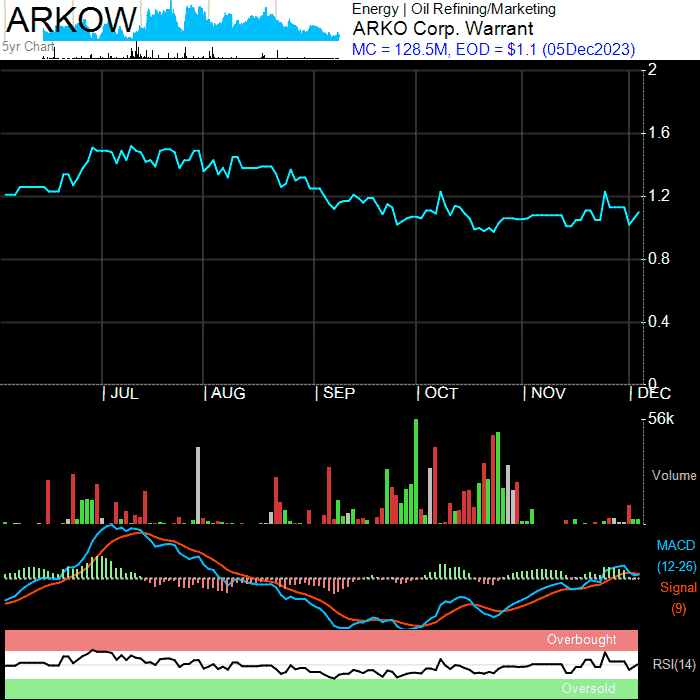 ARKOW
5yr Chart
Energy | Oil Refining/Marketing
ARKO Corp. Warrant
MC = 128.5M, EOD = $1.1 (05Dec2023)
2
1.6
1.2
0.8
0.4
0
| JUL | AUG | SEP | OCT | NOV | DEC
56k
Volume
MACD
(12-26)
Signal
(9)
Overbought
RSI(14)
Oversold